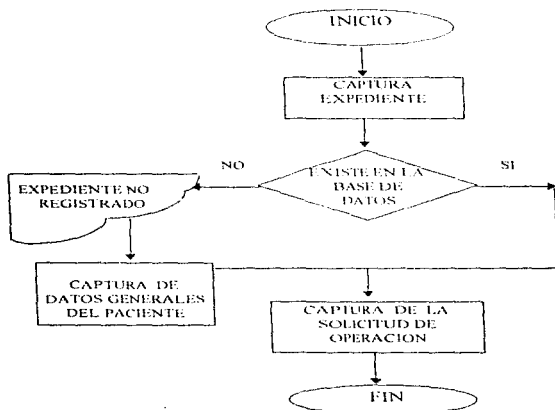 INICIO
CAPTURA
EXPEDIENTE
NO
EXISTE EN LA
BASE DE
DATOS
SI
EXPEDIENTE NO
REGISTRADO
CAPTURA DE
DATOS GENERALES
DEL PACIENTE
CAPTURA DE LA
SOLICITUD DE
OPERACION
FIN